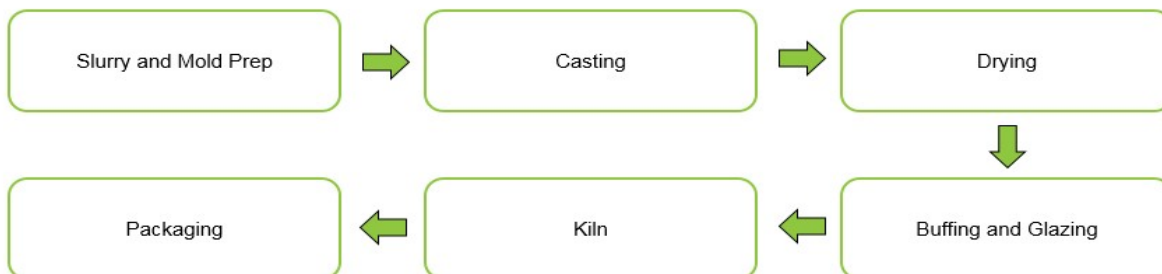 Slurry and Mold Prep
Casting
Drying
Buffing and Glazing
Kiln
Packaging